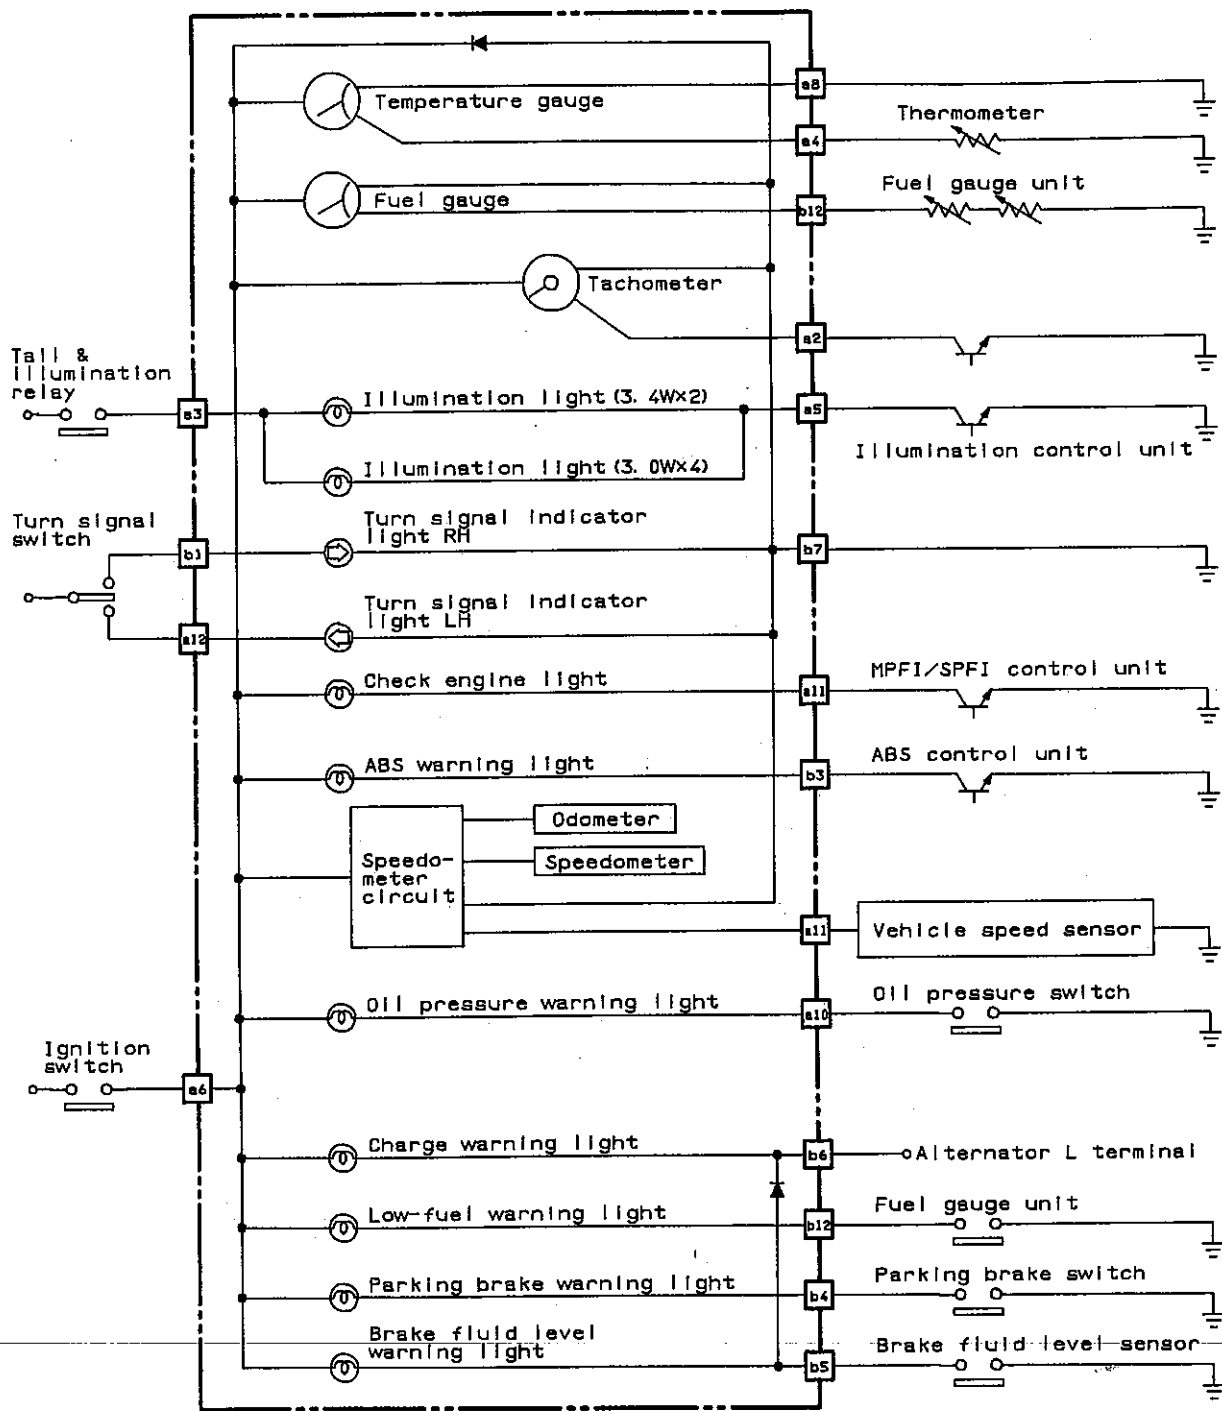 a8
Temperature gauge
Thermometer
a4
Fuel gauge unit
Fuel gauge
b12
Tachometer
a2
Tail &
illumination
relay
a3
Illumination light (3. 4W×2)
a5
Illumination control unit
Illumination light (3. 0W×4)
Turn signal
switch
Turn signal indicator
light RH
b1
b7
Turn signal indicator
light LH
a12
Check engine light
a11
MPFI/SPFI control unit
ABS warning light
b3
ABS control unit
Odometer
Speedo-
meter
circuit
Speedometer
a11
Vehicle speed sensor
Oil pressure warning light
a10
Oil pressure switch
Ignition
switch
a6
Charge warning light
b6
Alternator L terminal
Low-fuel warning light
b12
Fuel gauge unit
Parking brake warning light
b4
Parking brake switch
Brake fluid level
warning light
b5
Brake fluid level sensor